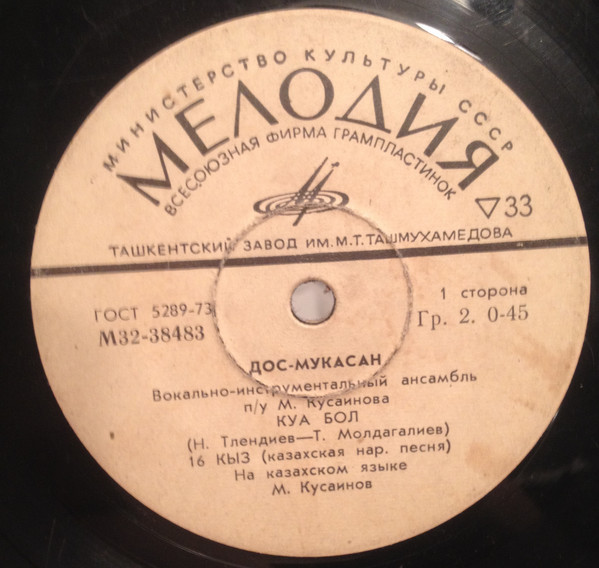 МИНИСТЕРСТВО КУЛЬТУРЫ СССР
МЕЛОДИЯ
ВСЕСОЮЗНАЯ ФИРМА ГРАМПЛАСТИНОК
▽33
ТАШКЕНТСКИЙ ЗАВОД ИМ.М.Т.ТАШМУХАМЕДОВА
ГОСТ 5289-73
М32-38483
1 сторона
Гр. 2. 0-45
ДОС-МУКАСАН
Вокально-инструментальный ансамбль
п/у М. Кусаинова
КУА БОЛ
(Н. Тлендиев—Т. Молдагалиев)
16 КЫЗ (казахская нар. песня)
На казахском языке
М. Кусаинов